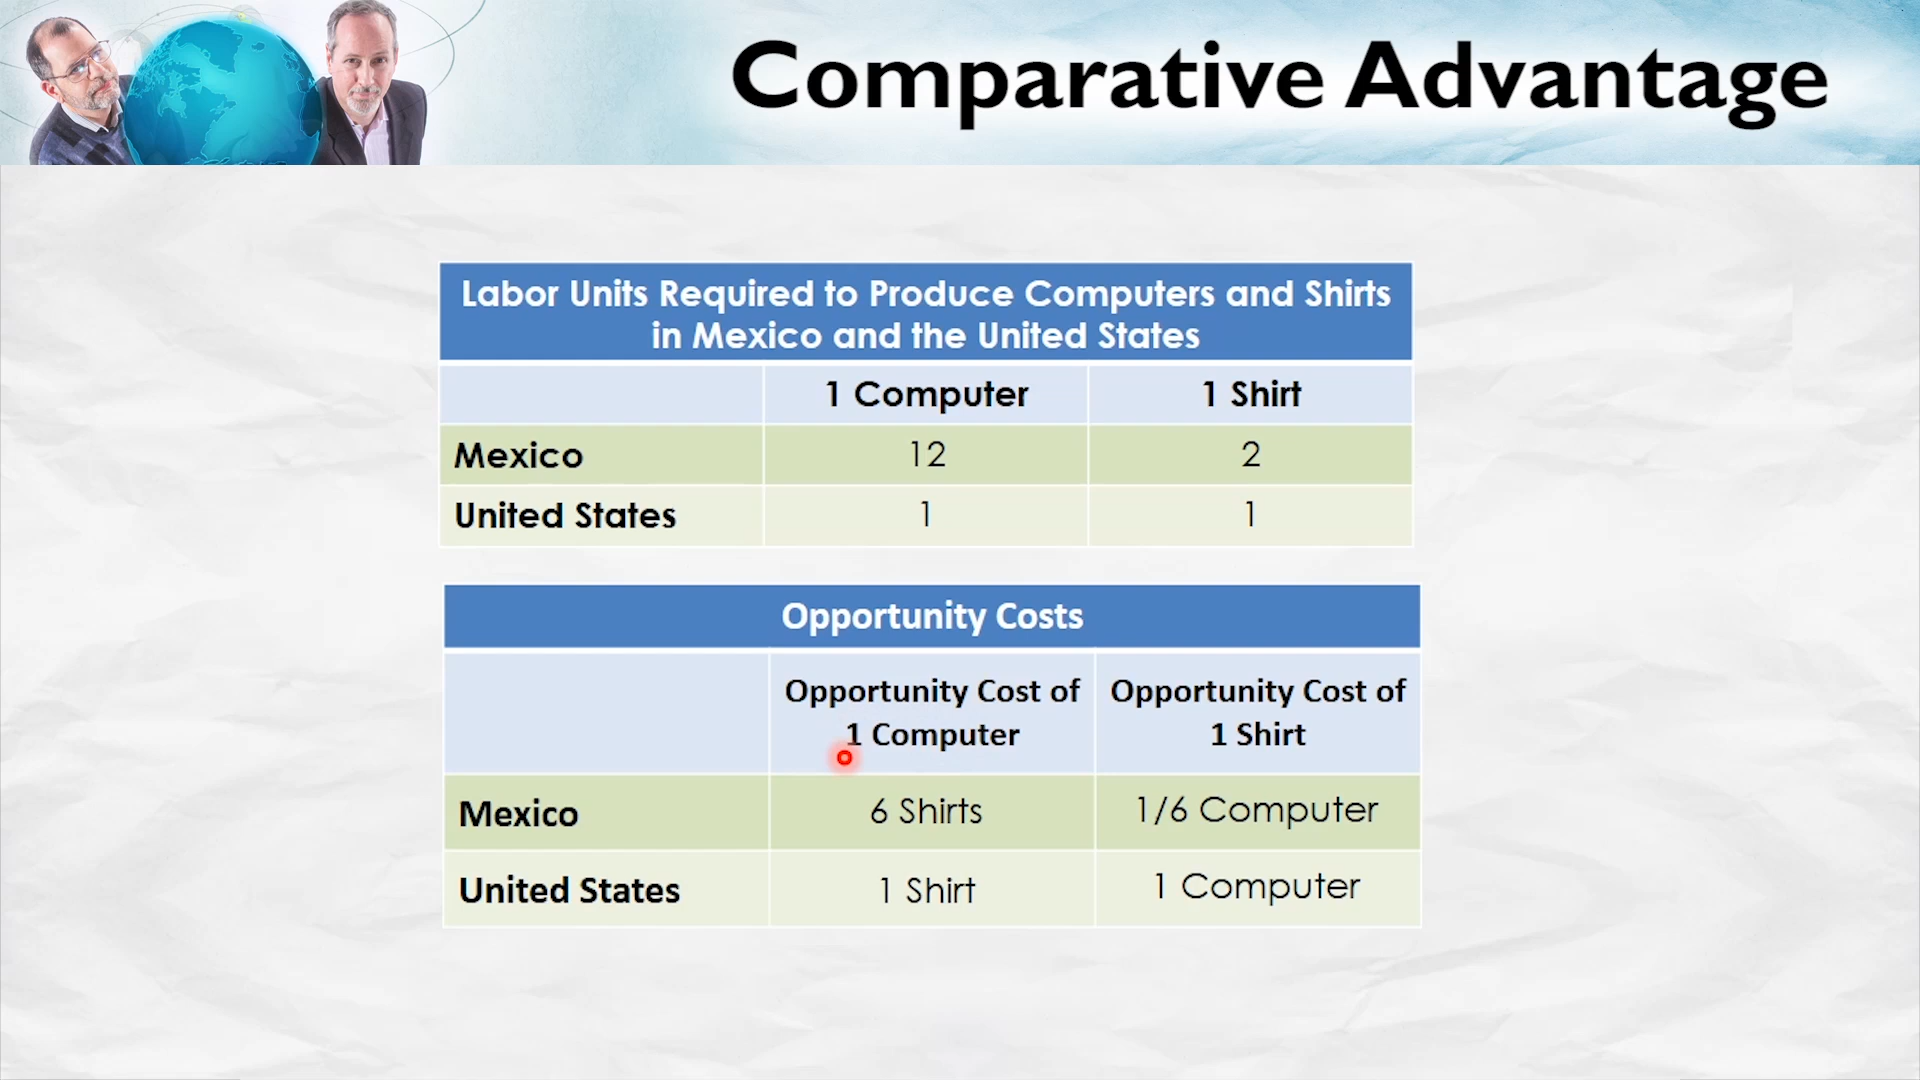 Comparative Advantage
Labor Units Required to Produce Computers and Shirts
in Mexico and the United States
1 Computer 1 Shirt
Mexico 12 2
United States 1 1
Opportunity Costs
Opportunity Cost of Opportunity Cost of
1 Computer 1 Shirt
Mexico 6 Shirts 1/6 Computer
United States 1 Shirt 1 Computer